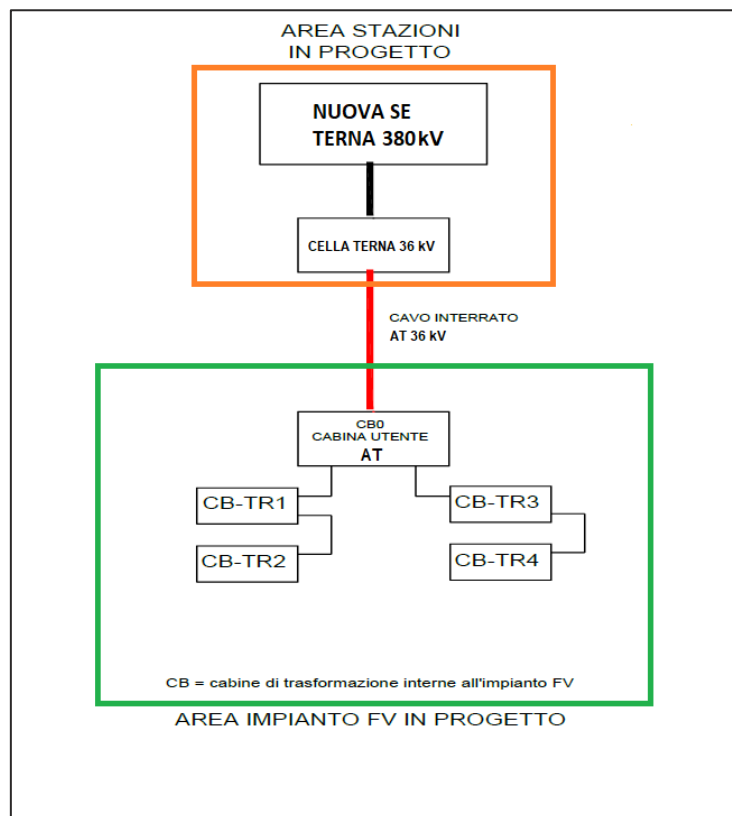 AREA STAZIONI
IN PROGETTO
NUOVA SE
TERNA 380kV
CELLA TERNA 36 kV
CAVO INTERRATO
AT 36 kV
CB0
CABINA UTENTE
AT
CB-TR1
CB-TR3
CB-TR2
CB-TR4
CB = cabine di trasformazione interne all'impianto FV
AREA IMPIANTO FV IN PROGETTO